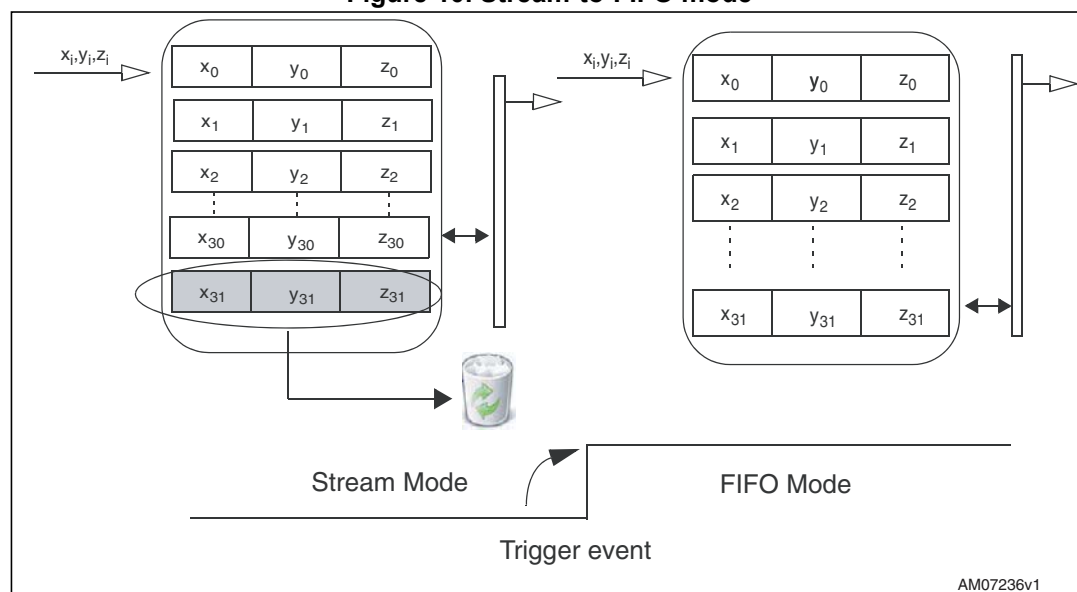 Figure 10. Stream-to-FIFO mode
xᵢ,yᵢ,zᵢ
x₀ y₀ z₀
x₁ y₁ z₁
x₂ y₂ z₂
x₃₀ y₃₀ z₃₀
x₃₁ y₃₁ z₃₁
xᵢ,yᵢ,zᵢ
x₀ y₀ z₀
x₁ y₁ z₁
x₂ y₂ z₂
x₃₁ y₃₁ z₃₁
Stream Mode
FIFO Mode
Trigger event
AM07236v1